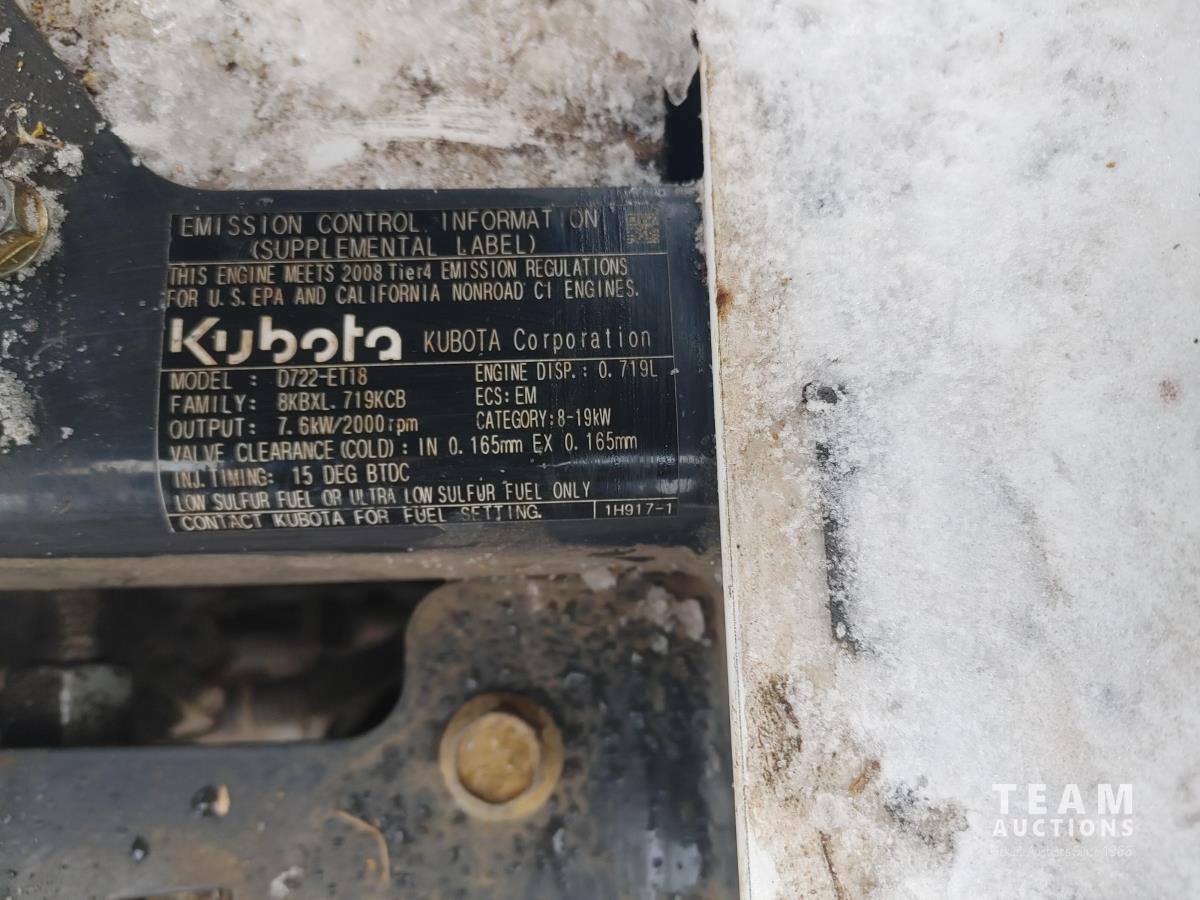 EMISSION CONTROL INFORMATION
(SUPPLEMENTAL LABEL)
THIS ENGINE MEETS 2008 Tier4 EMISSION REGULATIONS
FOR U.S. EPA AND CALIFORNIA NONROAD CI ENGINES.
Kubota KUBOTA Corporation
MODEL : D722-ET18 ENGINE DISP.: 0.719L
FAMILY: 8KBXL.719KCB ECS: EM
OUTPUT: 7.6kW/2000rpm CATEGORY:8-19kW
VALVE CLEARANCE (COLD) : IN 0.165mm EX 0.165mm
INJ.TIMING: 15 DEG BTDC
LOW SULFUR FUEL OR ULTRA LOW SULFUR FUEL ONLY
CONTACT KUBOTA FOR FUEL SETTING. 1H917-1
TEAM
AUCTIONS